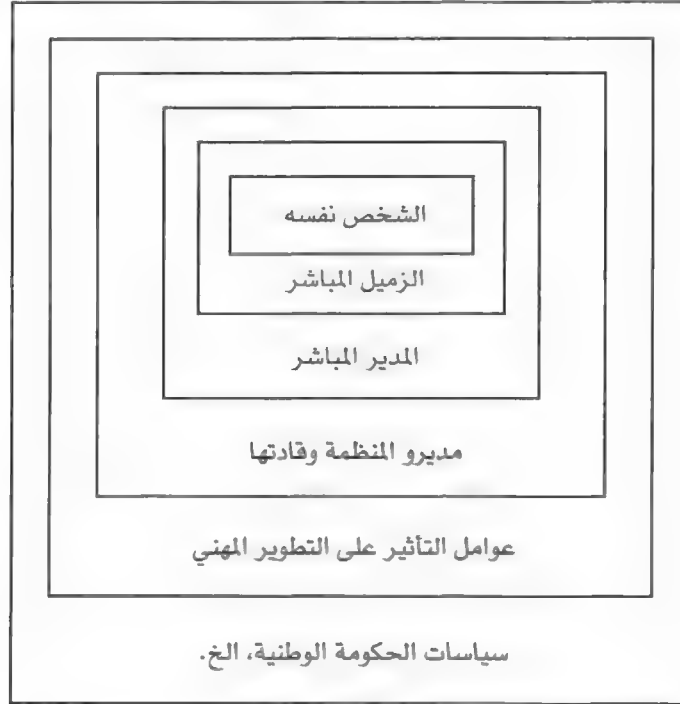 الشخص نفسه
الزميل المباشر
المدير المباشر
مديرو المنظمة وقادتها
عوامل التأثير على التطوير المهني
سياسات الحكومة الوطنية، الخ.